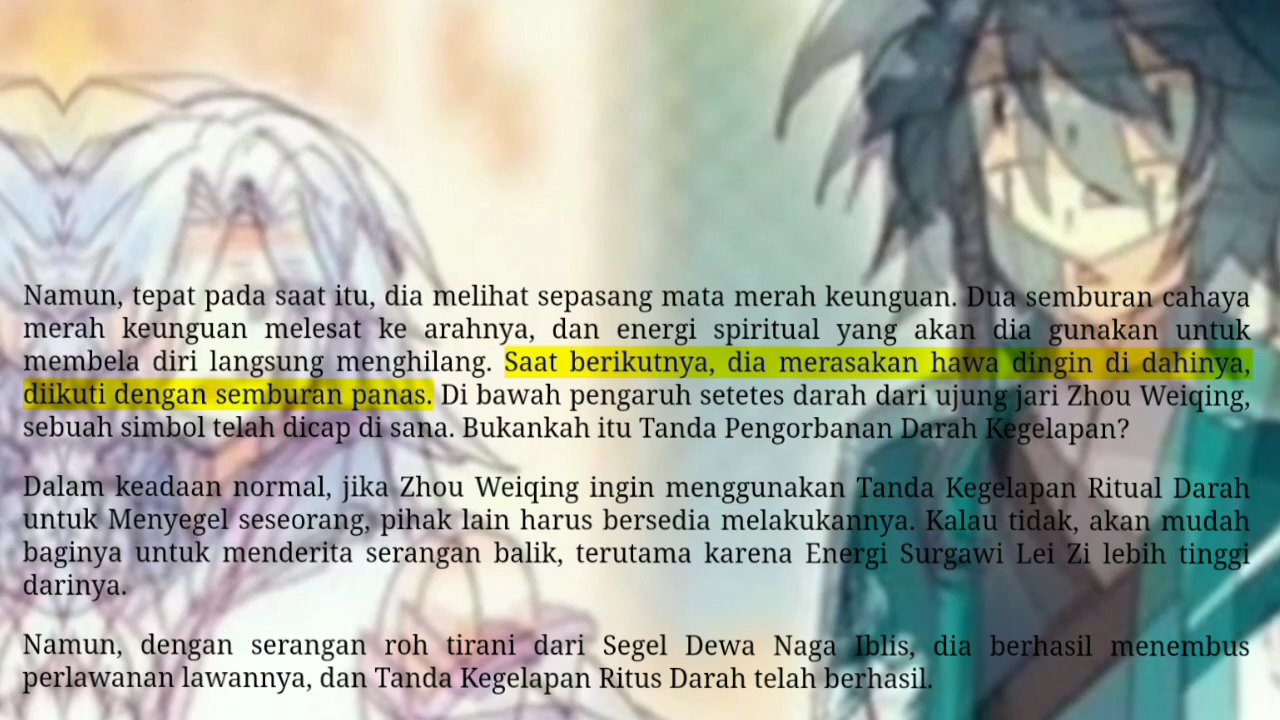 Namun, tepat pada saat itu, dia melihat sepasang mata merah keunguan. Dua semburan cahaya
merah keunguan melesat ke arahnya, dan energi spiritual yang akan dia gunakan untuk
membela diri langsung menghilang. Saat berikutnya, dia merasakan hawa dingin di dahinya,
diikuti dengan semburan panas. Di bawah pengaruh setetes darah dari ujung jari Zhou Weiqing,
sebuah simbol telah dicap di sana. Bukankah itu Tanda Pengorbanan Darah Kegelapan?
Dalam keadaan normal, jika Zhou Weiqing ingin menggunakan Tanda Kegelapan Ritual Darah
untuk Menyegel seseorang, pihak lain harus bersedia melakukannya. Kalau tidak, akan mudah
baginya untuk menderita serangan balik, terutama karena Energi Surgawi Lei Zi lebih tinggi
darinya.
Namun, dengan serangan roh tirani dari Segel Dewa Naga Iblis, dia berhasil menembus
perlawanan lawannya, dan Tanda Kegelapan Ritus Darah telah berhasil.